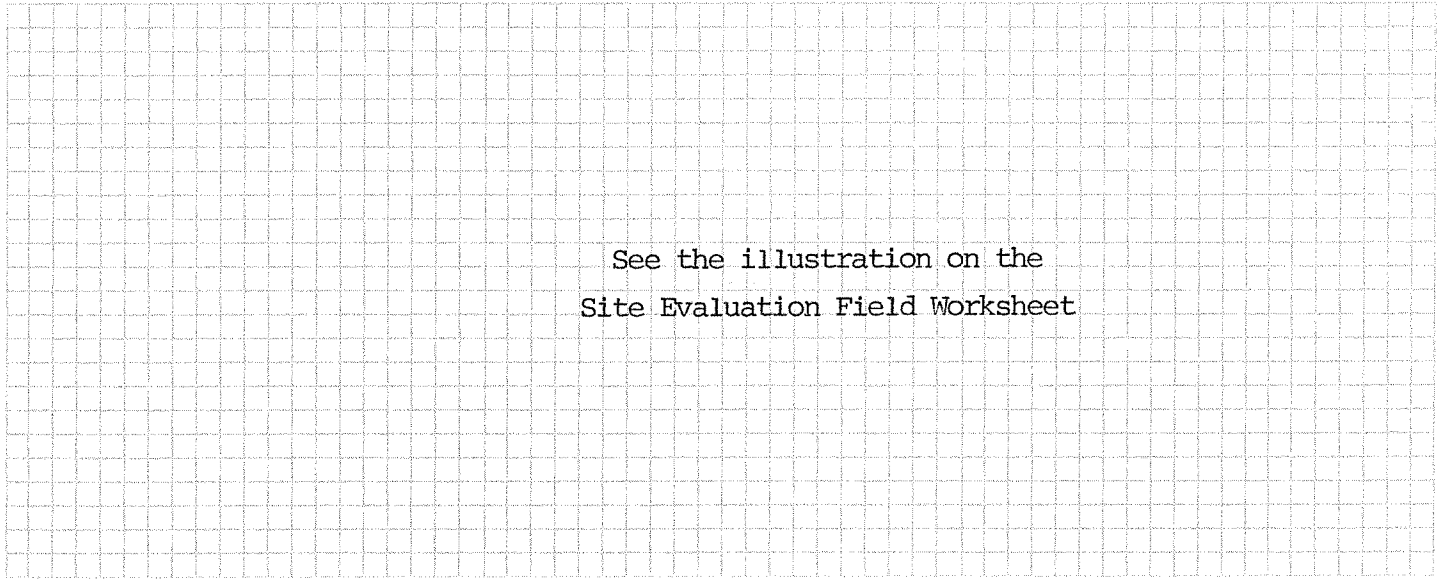 See the illustration on the
Site Evaluation Field Worksheet